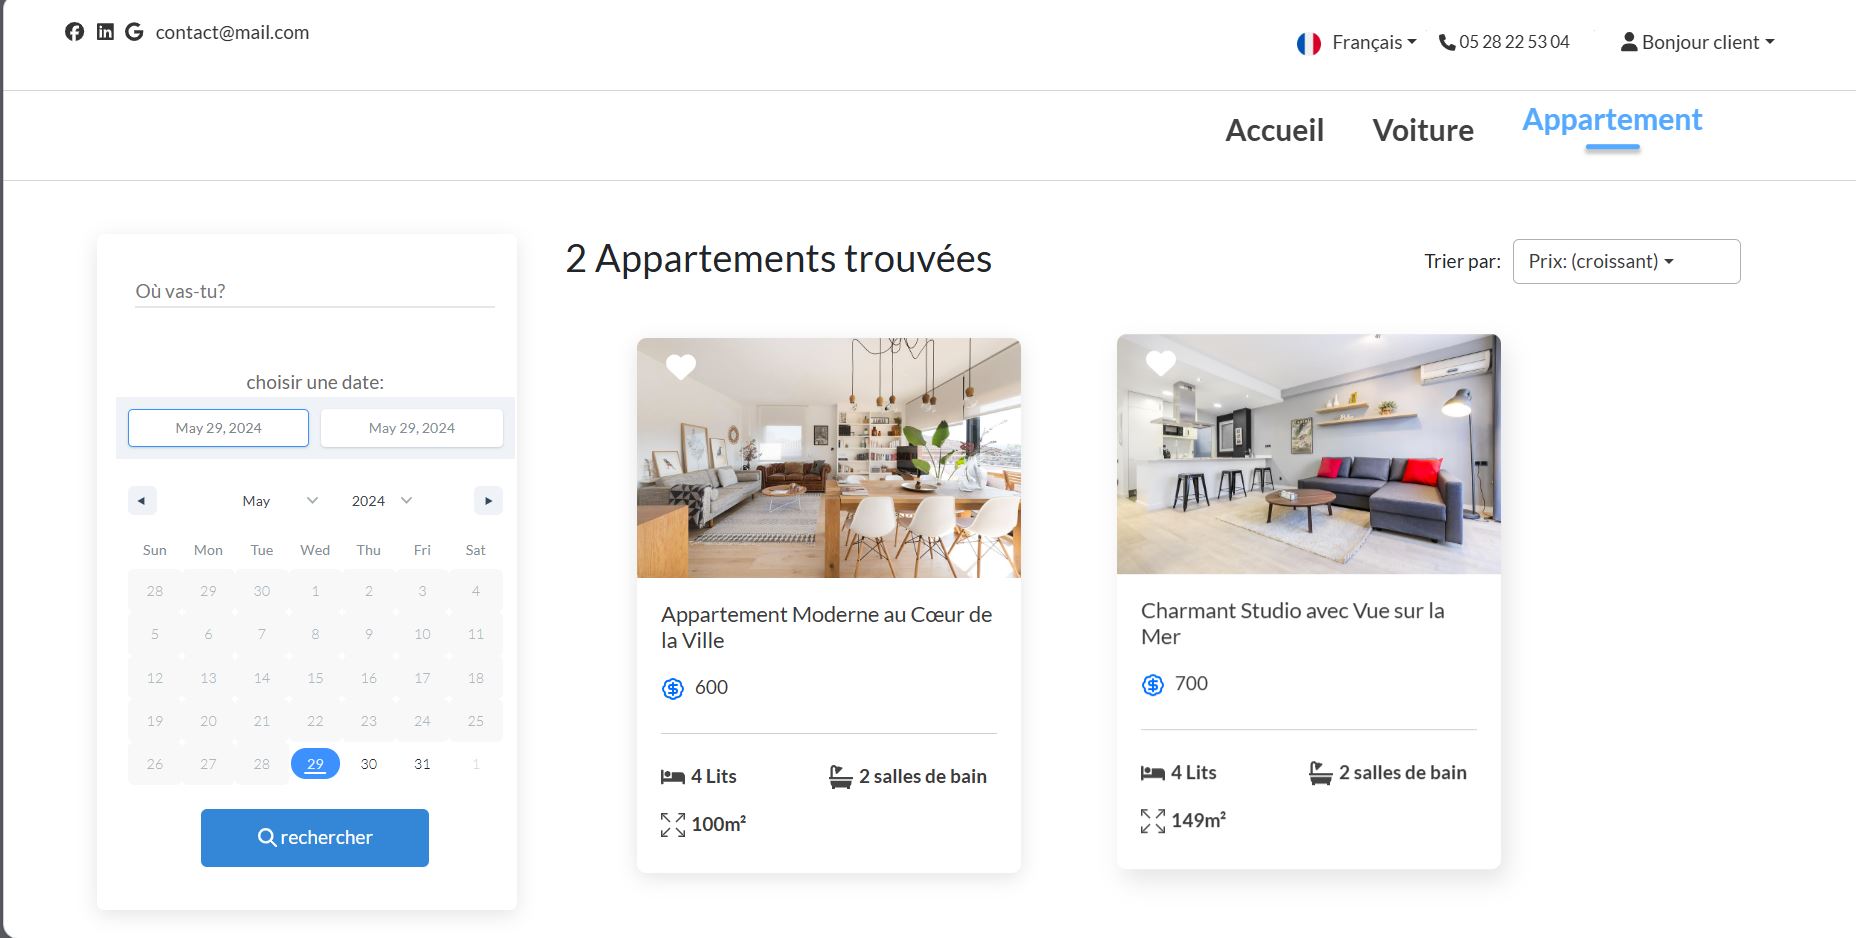 contact@mail.com
Français
05 28 22 53 04
Bonjour client
Accueil
Voiture
Appartement
Où vas-tu?
choisir une date:
May 29, 2024
May 29, 2024
May
2024
Sun Mon Tue Wed Thu Fri Sat
28 29 30 1 2 3 4
5 6 7 8 9 10 11
12 13 14 15 16 17 18
19 20 21 22 23 24 25
26 27 28 29 30 31 1
rechercher
2 Appartements trouvées
Trier par:
Prix: (croissant)
Appartement Moderne au Cœur de
la Ville
600
4 Lits
2 salles de bain
100m²
Charmant Studio avec Vue sur la
Mer
700
4 Lits
2 salles de bain
149m²